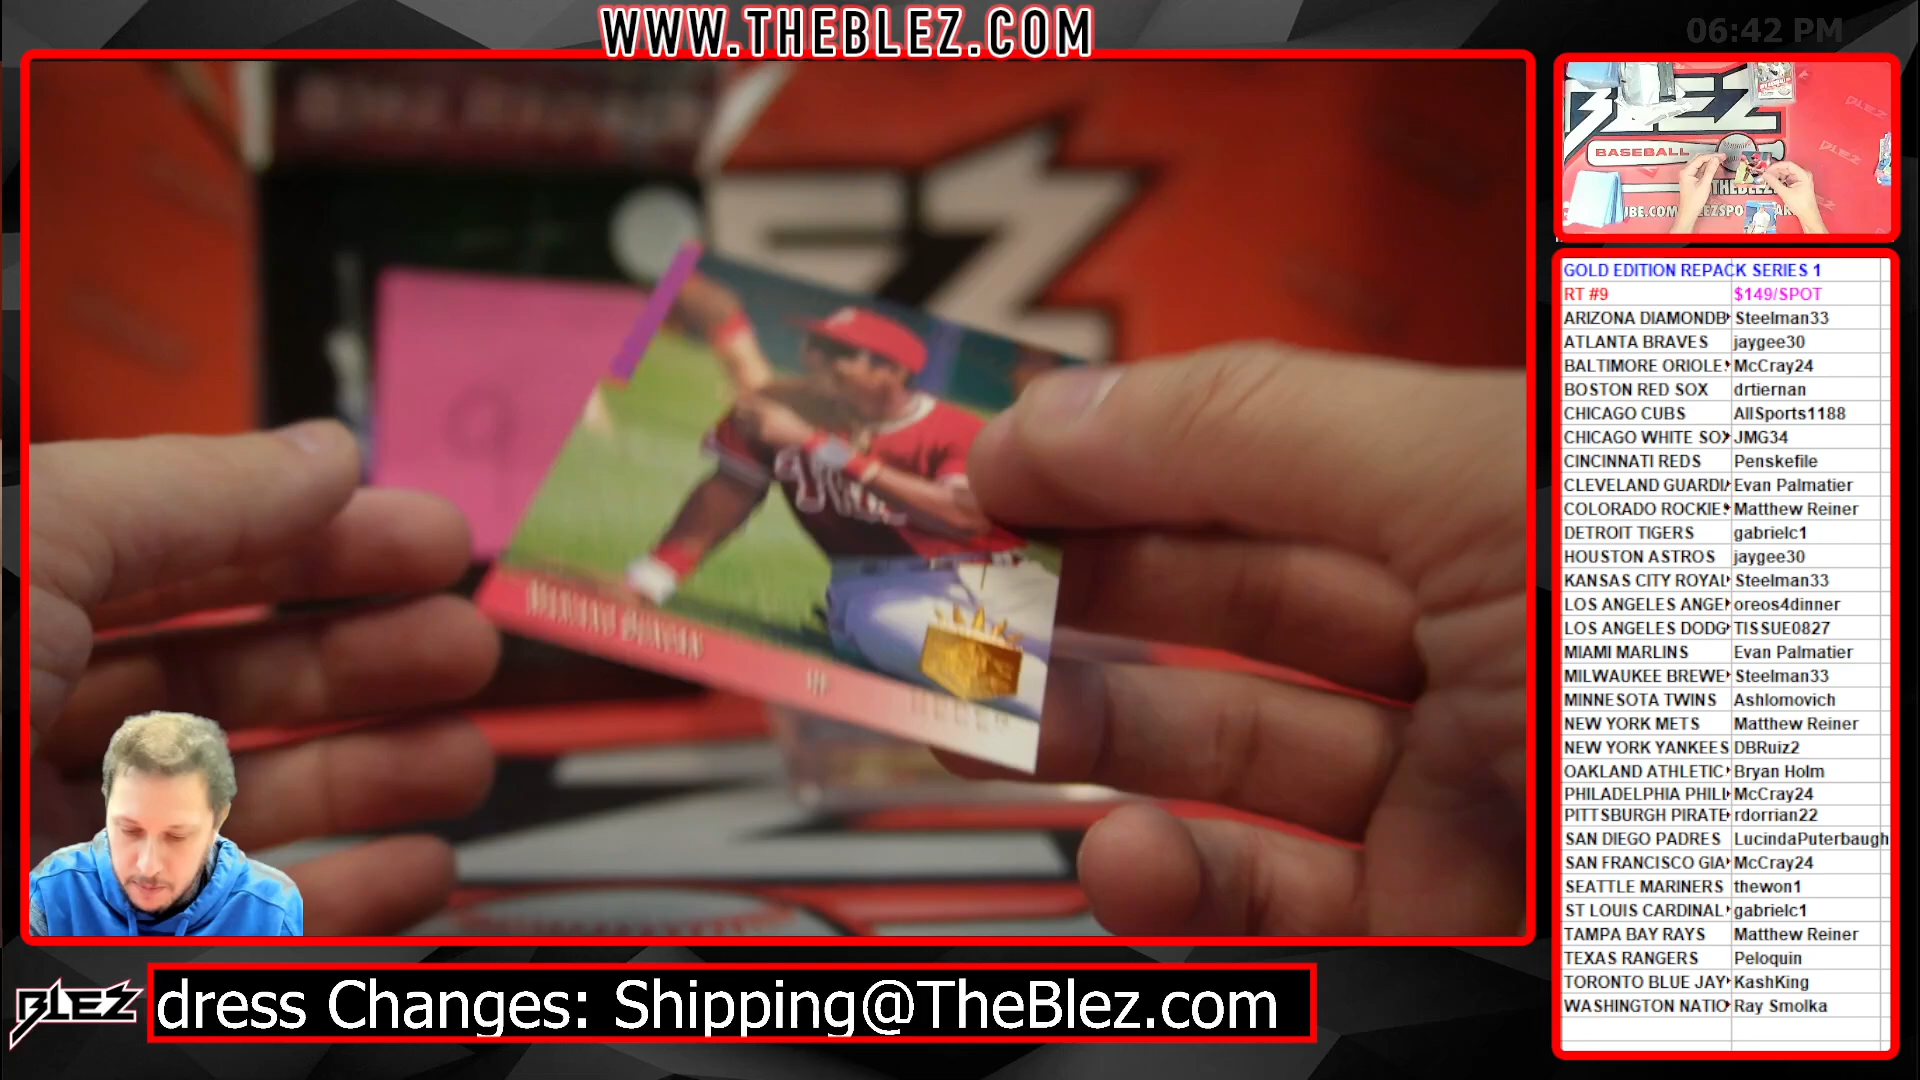 WWW.THEBLEZ.COM
06:42 PM
BLEZ
BASEBALL
GOLD EDITION REPACK SERIES 1
RT #9 $149/SPOT
ARIZONA DIAMONDB Steelman33
ATLANTA BRAVES jaygee30
BALTIMORE ORIOLE McCray24
BOSTON RED SOX drtiernan
CHICAGO CUBS AllSports1188
CHICAGO WHITE SOX JMG34
CINCINNATI REDS Penskefile
CLEVELAND GUARDI Evan Palmatier
COLORADO ROCKIE Matthew Reiner
DETROIT TIGERS gabrielc1
HOUSTON ASTROS jaygee30
KANSAS CITY ROYAL Steelman33
LOS ANGELES ANGE oreos4dinner
LOS ANGELES DODG TISSUE0827
MIAMI MARLINS Evan Palmatier
MILWAUKEE BREWE Steelman33
MINNESOTA TWINS Ashlomovich
NEW YORK METS Matthew Reiner
NEW YORK YANKEES DBRuiz2
OAKLAND ATHLETIC Bryan Holm
PHILADELPHIA PHILL McCray24
PITTSBURGH PIRATE rdorrian22
SAN DIEGO PADRES LucindaPuterbaugh
SAN FRANCISCO GIA McCray24
SEATTLE MARINERS thewon1
ST LOUIS CARDINAL gabrielc1
TAMPA BAY RAYS Matthew Reiner
TEXAS RANGERS Peloquin
TORONTO BLUE JAY KashKing
WASHINGTON NATIO Ray Smolka
9
BLEZ
dress Changes: Shipping@TheBlez.com